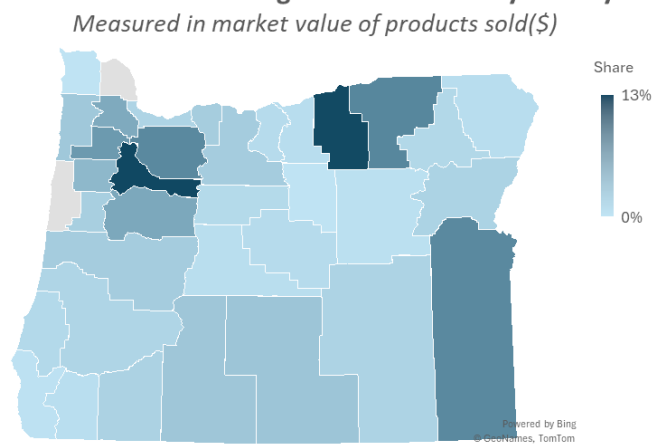 Measured in market value of products sold($)
Share
13%
0%
Powered by Bing
© GeoNames, TomTom